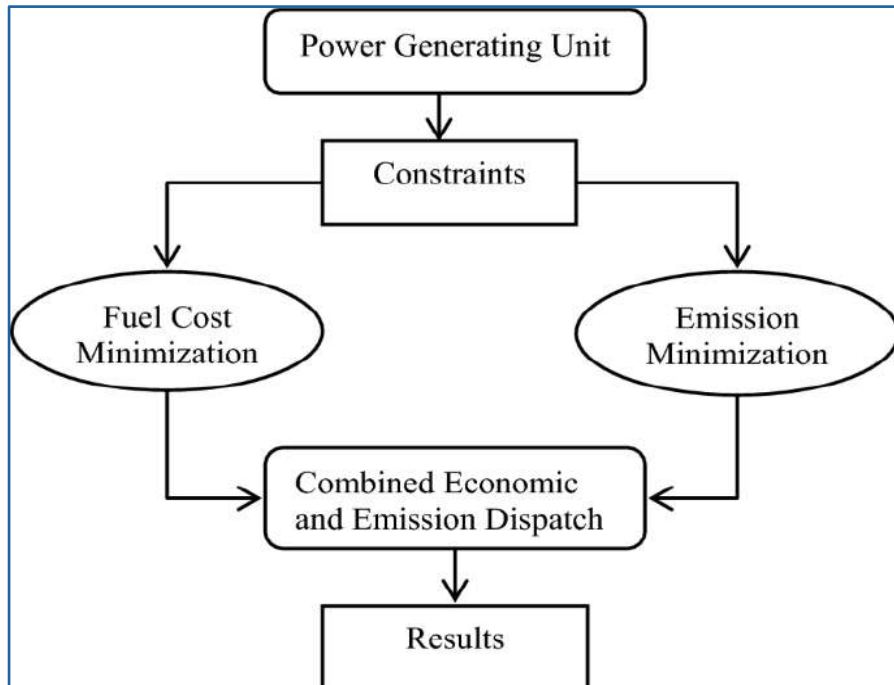 Power Generating Unit
Constraints
Fuel Cost
Minimization
Emission
Minimization
Combined Economic
and Emission Dispatch
Results